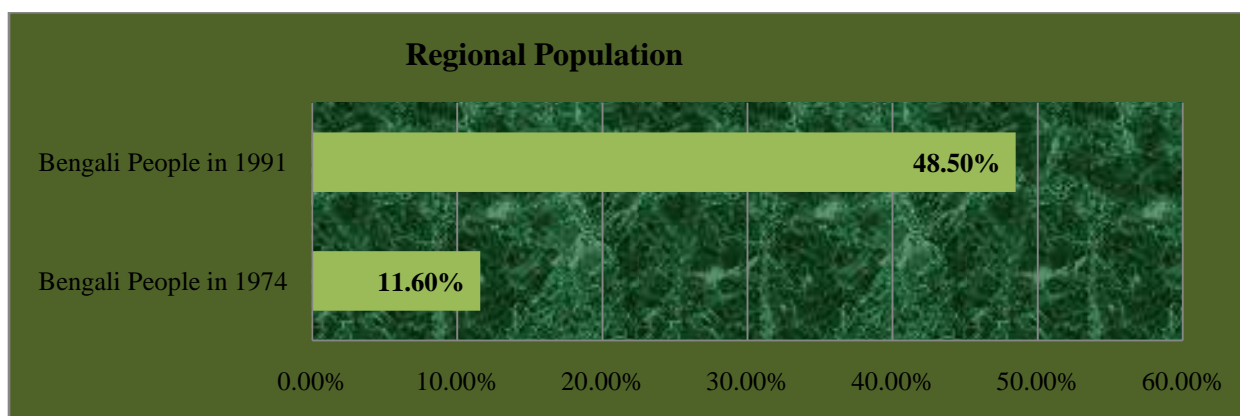 Regional Population
Bengali People in 1991
48.50%
Bengali People in 1974
11.60%
0.00% 10.00% 20.00% 30.00% 40.00% 50.00% 60.00%